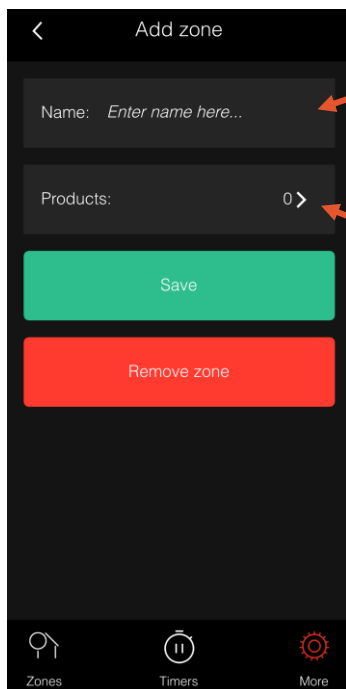 Add zone
Name: Enter name here...
Products: 0
Save
Remove zone
Zones Timers More